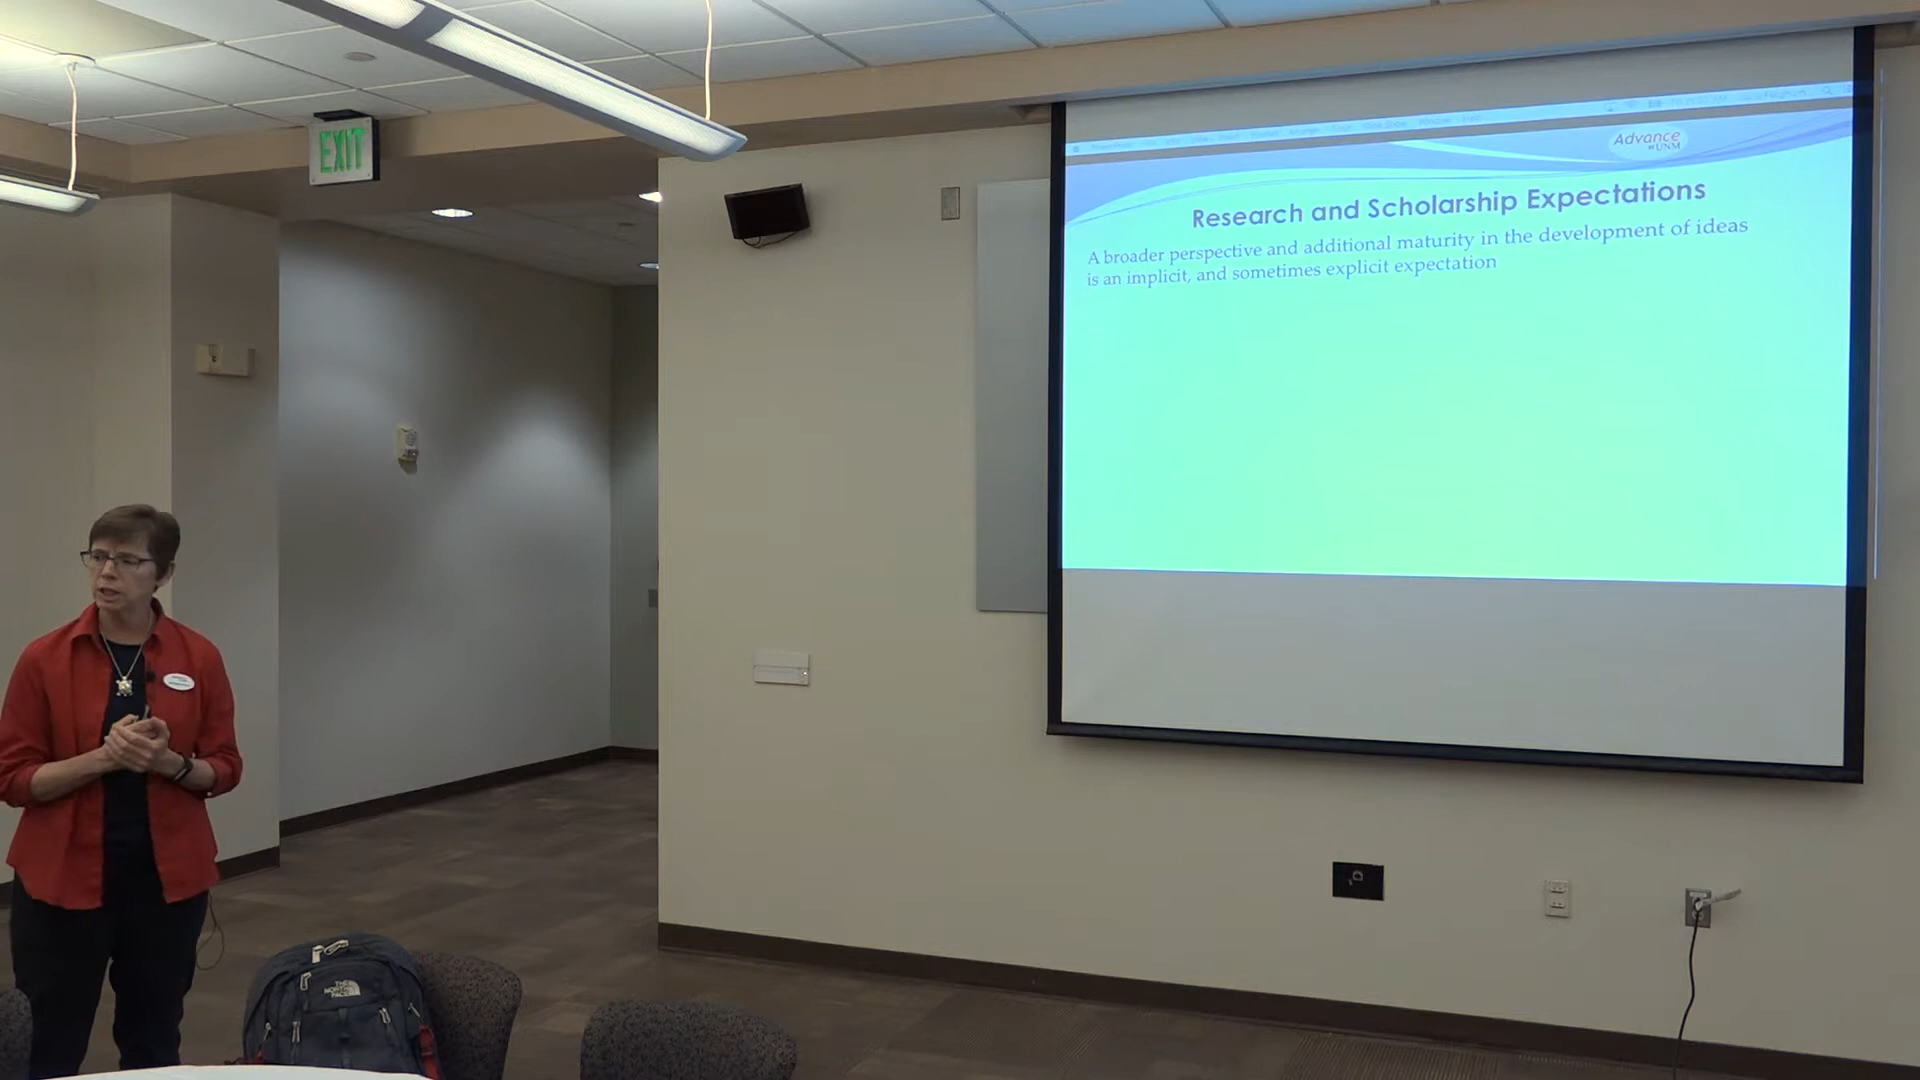 EXIT
Advance
at UNM
Research and Scholarship Expectations
A broader perspective and additional maturity in the development of ideas
is an implicit, and sometimes explicit expectation
THE
NORTH
FACE